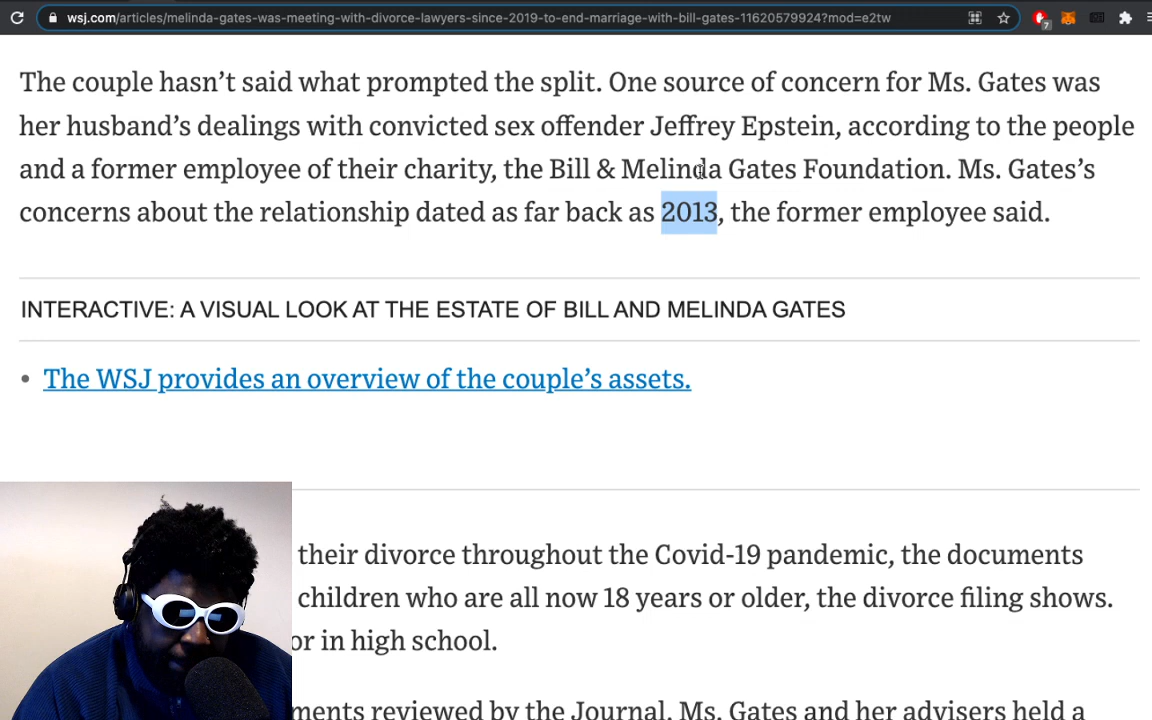 wsj.com/articles/melinda-gates-was-meeting-with-divorce-lawyers-since-2019-to-end-marriage-with-bill-gates-11620579924?mod=e2tw
7
The couple hasn’t said what prompted the split. One source of concern for Ms. Gates was
her husband’s dealings with convicted sex offender Jeffrey Epstein, according to the people
and a former employee of their charity, the Bill & Melinda Gates Foundation. Ms. Gates’s
concerns about the relationship dated as far back as 2013, the former employee said.
INTERACTIVE: A VISUAL LOOK AT THE ESTATE OF BILL AND MELINDA GATES
• The WSJ provides an overview of the couple’s assets.
their divorce throughout the Covid-19 pandemic, the documents
children who are all now 18 years or older, the divorce filing shows.
or in high school.
ments reviewed by the Journal, Ms. Gates and her advisers held a